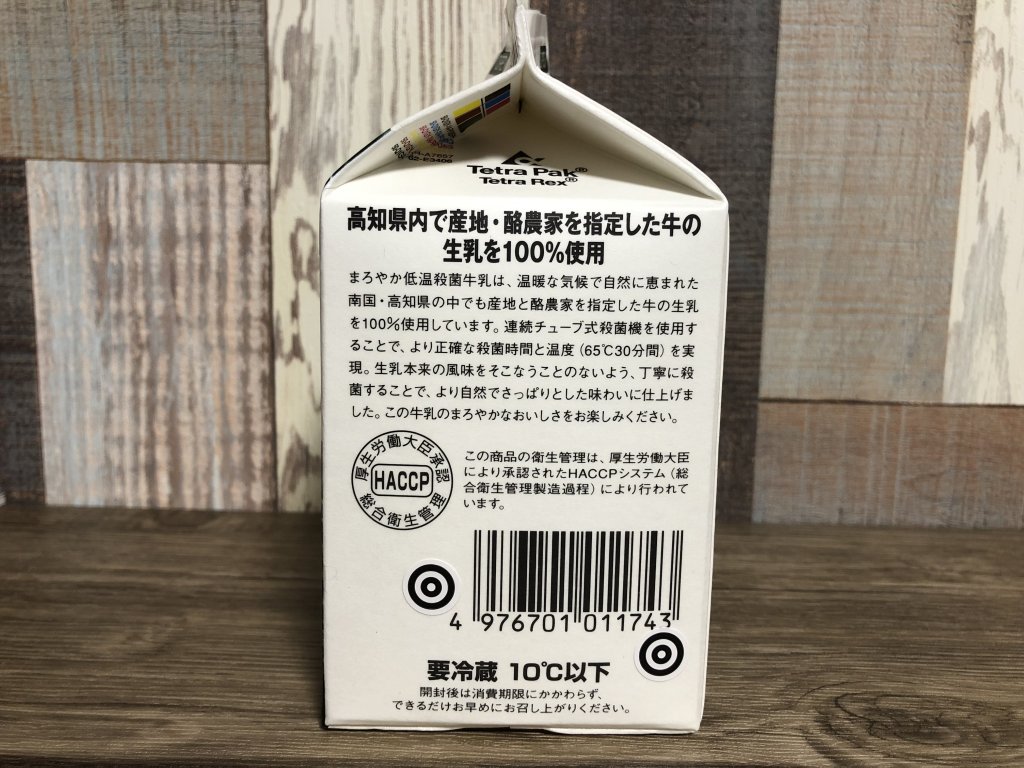 Tetra Pak®
Tetra Rex®
高知県内で産地・酪農家を指定した牛の
生乳を100%使用
まろやか低温殺菌牛乳は、温暖な気候で自然に恵まれた
南国・高知県の中でも産地と酪農家を指定した牛の生乳
を100%使用しています。連続チューブ式殺菌機を使用す
ることで、より正確な殺菌時間と温度(65℃30分間)を実
現。生乳本来の風味をそこなうことのないよう、丁寧に殺
菌することで、より自然でさっぱりとした味わいに仕上げまし
た。この牛乳のまろやかなおいしさをお楽しみください。
厚生労働大臣承認
HACCP
総合衛生管理
この商品の衛生管理は、厚生労働大臣
により承認されたHACCPシステム(総
合衛生管理製造過程)により行われて
います。
4 976701 011743
要冷蔵 10℃以下
開封後は消費期限にかかわらず、
できるだけお早めにお召し上がりください。